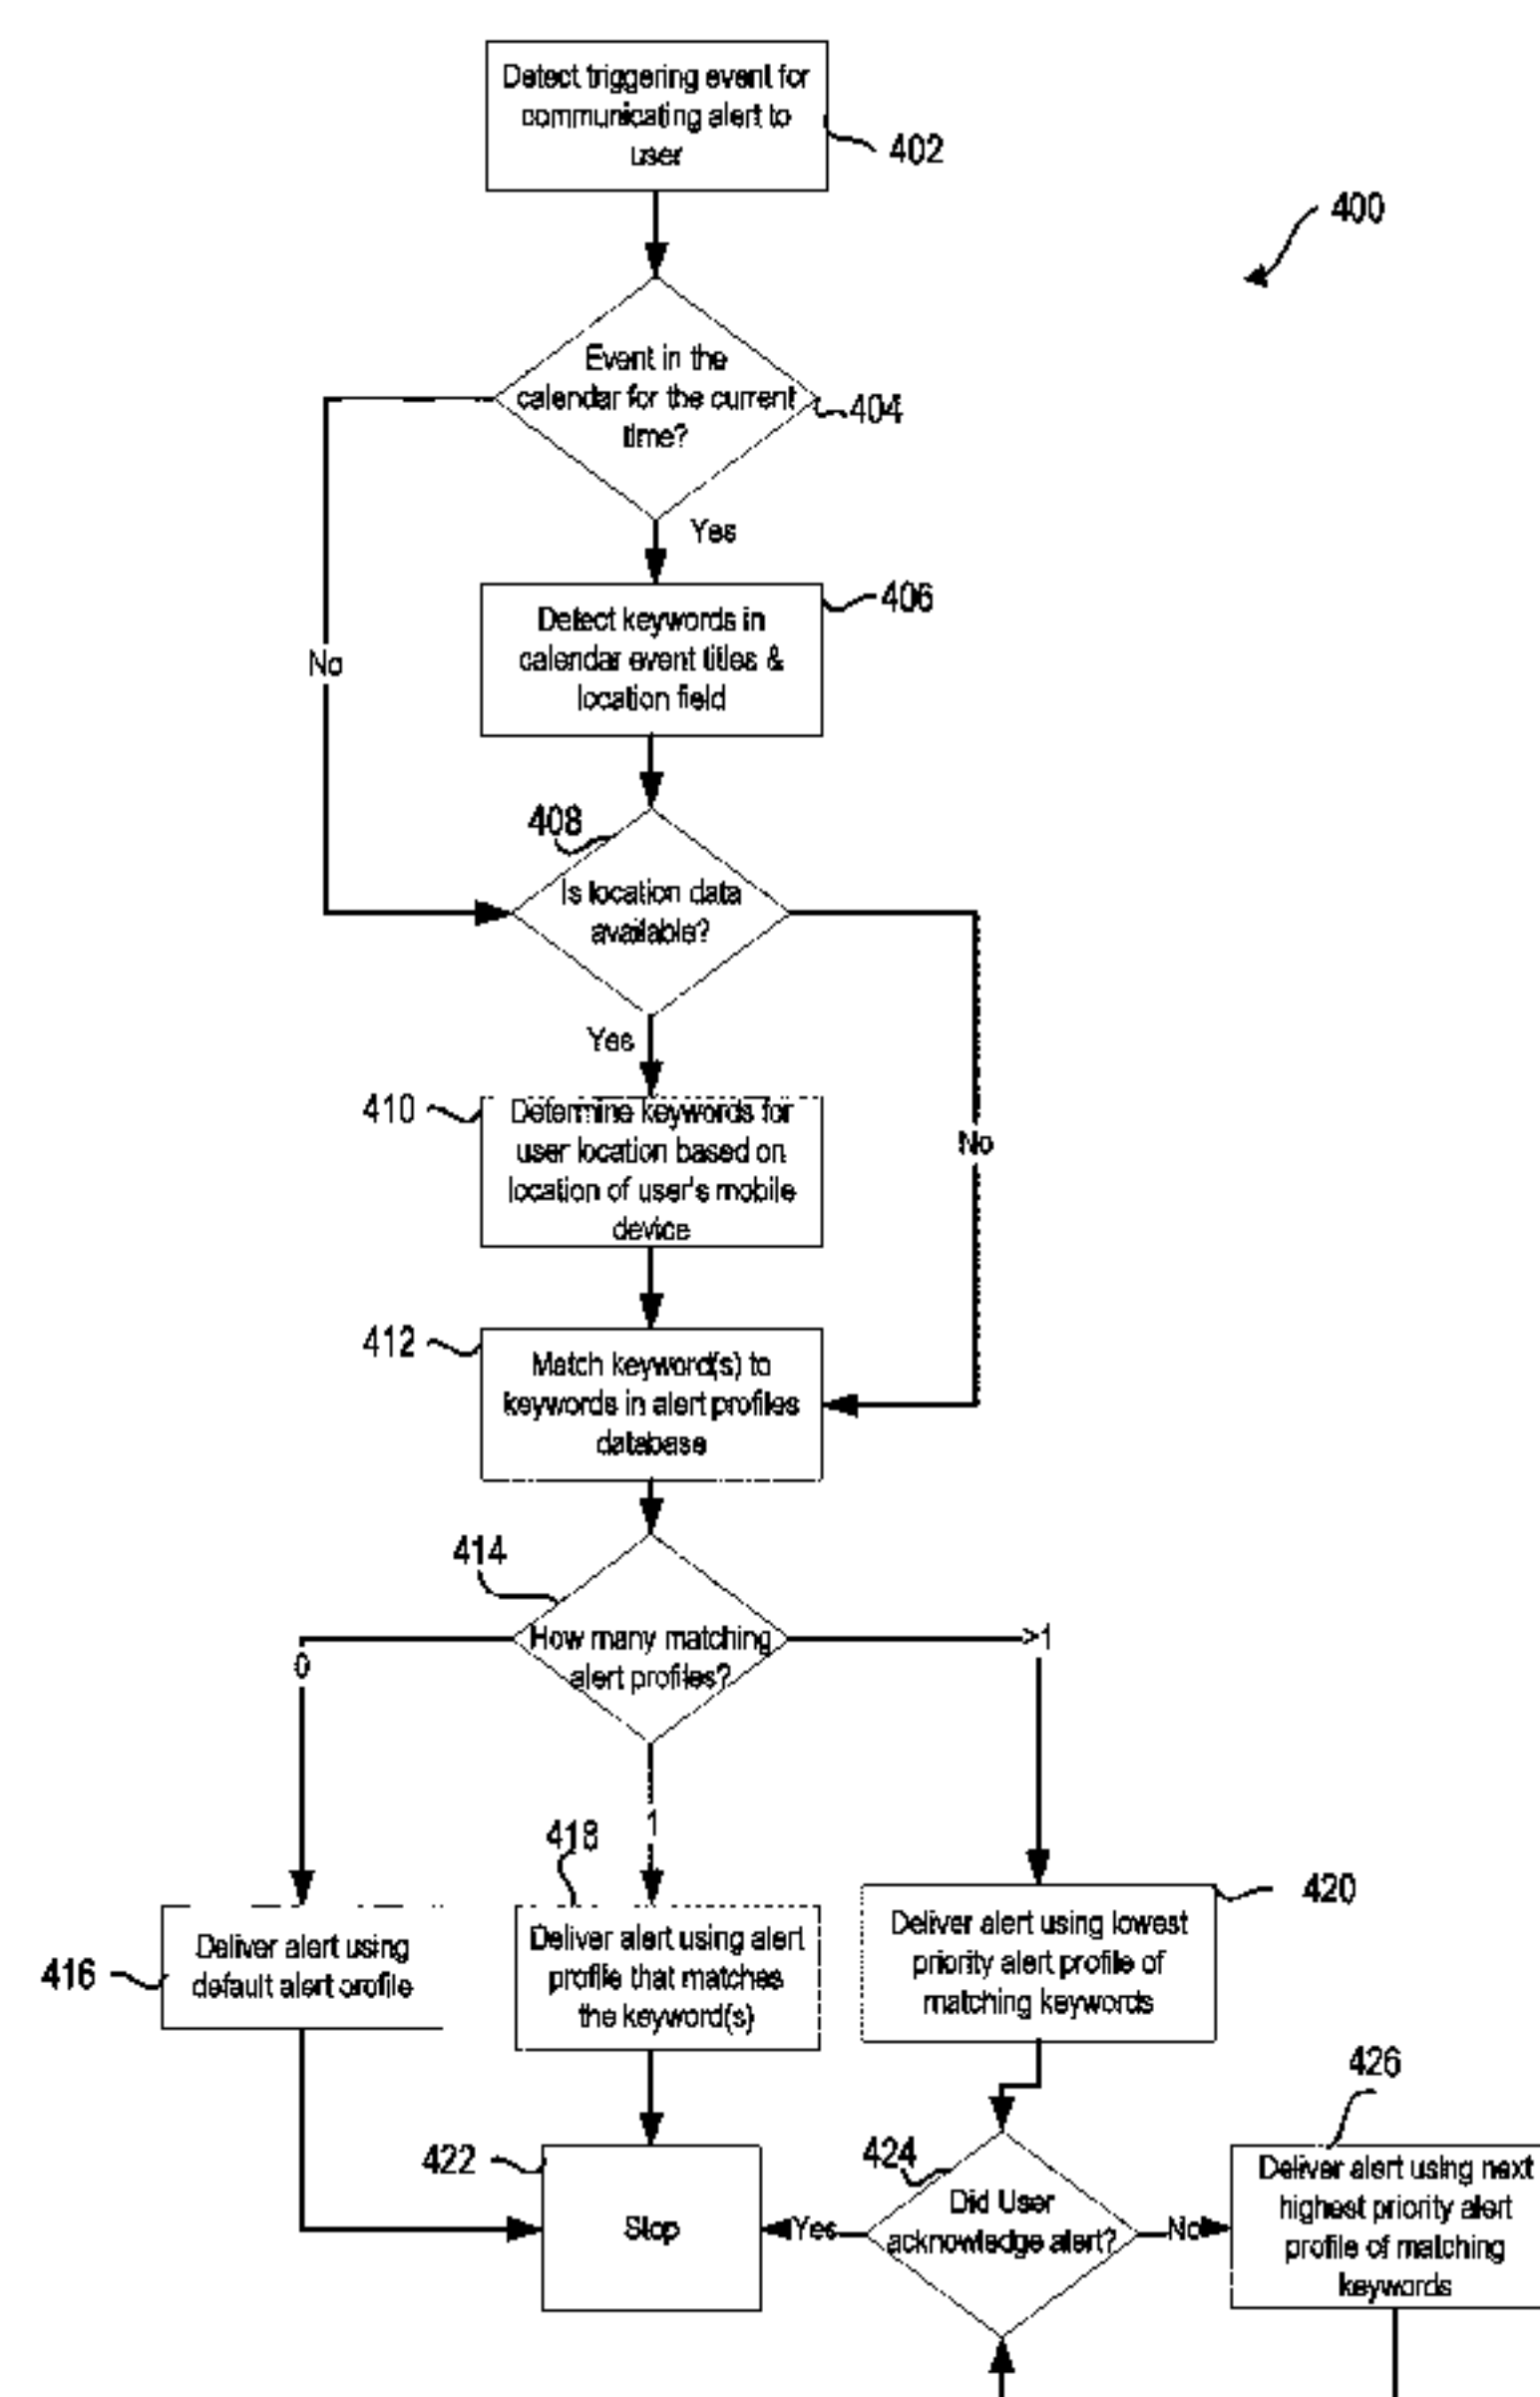 Detect triggering event for
communicating alert to
user
402
400
Event in the
calendar for the current
time?
404
Yes
No
Detect keywords in
calendar event titles &
location field
406
408
Is location data
available?
Yes
No
410
Determine keywords for
user location based on
location of user's mobile
device
412
Match keyword(s) to
keywords in alert profiles
database
414
How many matching
alert profiles?
0
1
>1
416
Deliver alert using
default alert profile
418
Deliver alert using alert
profile that matches
the keyword(s)
420
Deliver alert using lowest
priority alert profile of
matching keywords
422
Stop
424
Did User
acknowledge alert?
Yes
No
426
Deliver alert using next
highest priority alert
profile of matching
keywords